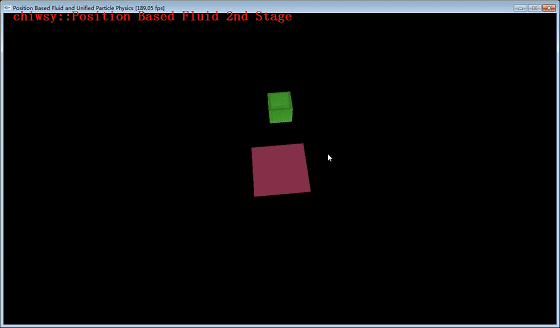 Position Based Fluid and Unified Particle Physics [189.05 fps]
chiwsy::Position Based Fluid 2nd Stage